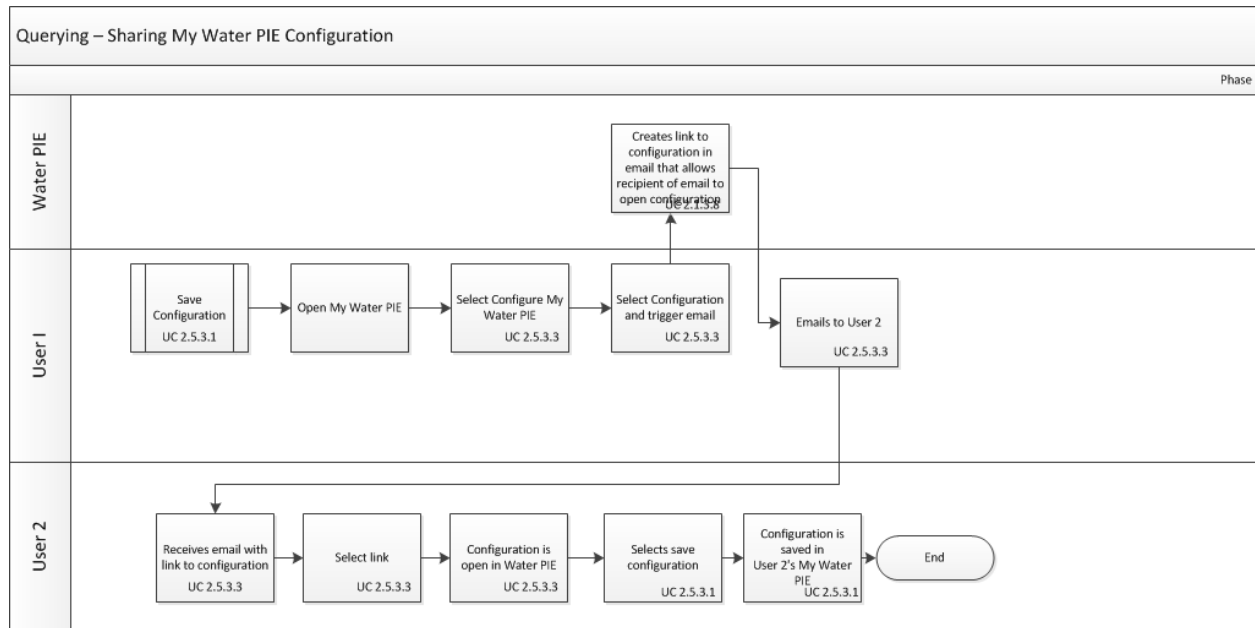 Querying – Sharing My Water PIE Configuration
Phase
Water PIE
Creates link to
configuration in
email that allows
recipient of email to
open configuration
UC 2.1.3.8
User I
Save
Configuration
UC 2.5.3.1
Open My Water PIE
Select Configure My
Water PIE
UC 2.5.3.3
Select Configuration
and trigger email
UC 2.5.3.3
Emails to User 2
UC 2.5.3.3
User 2
Receives email with
link to configuration
UC 2.5.3.3
Select link
UC 2.5.3.3
Configuration is
open in Water PIE
UC 2.5.3.3
Selects save
configuration
UC 2.5.3.1
Configuration is
saved in
User 2's My Water
PIE
UC 2.5.3.1
End